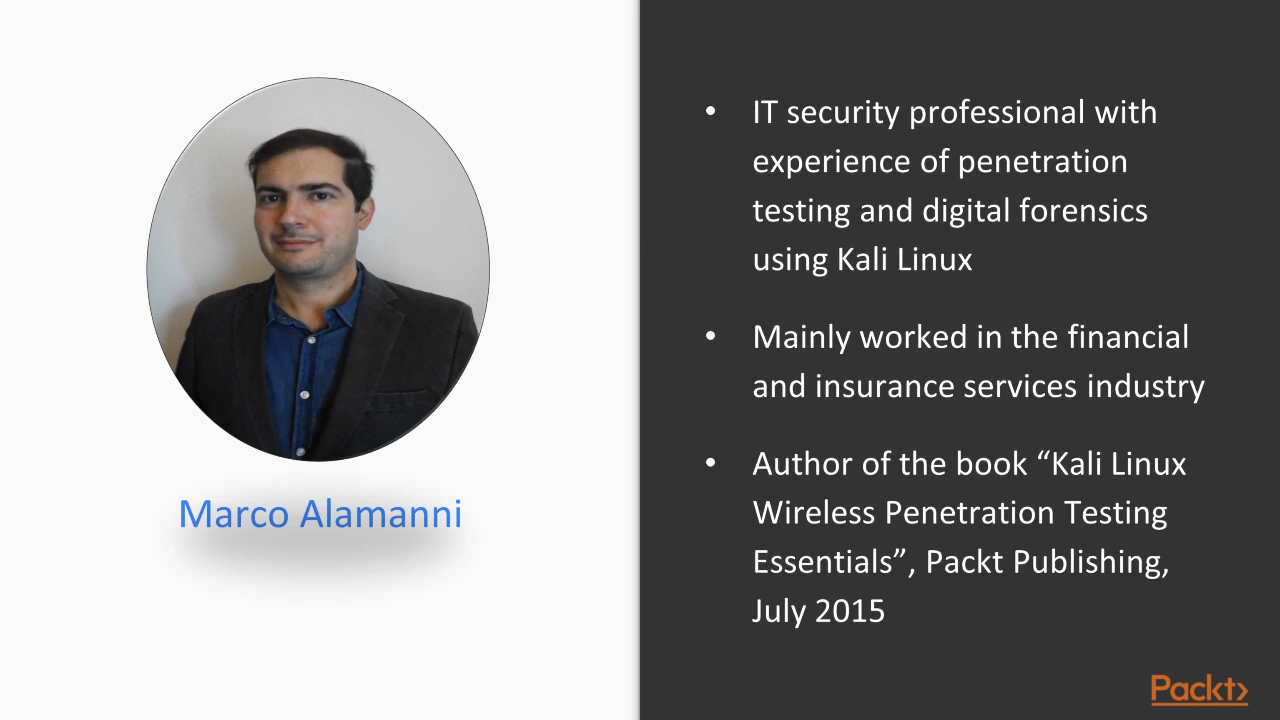 Marco Alamanni
• IT security professional with
experience of penetration
testing and digital forensics
using Kali Linux
• Mainly worked in the financial
and insurance services industry
• Author of the book “Kali Linux
Wireless Penetration Testing
Essentials”, Packt Publishing,
July 2015
Packt>